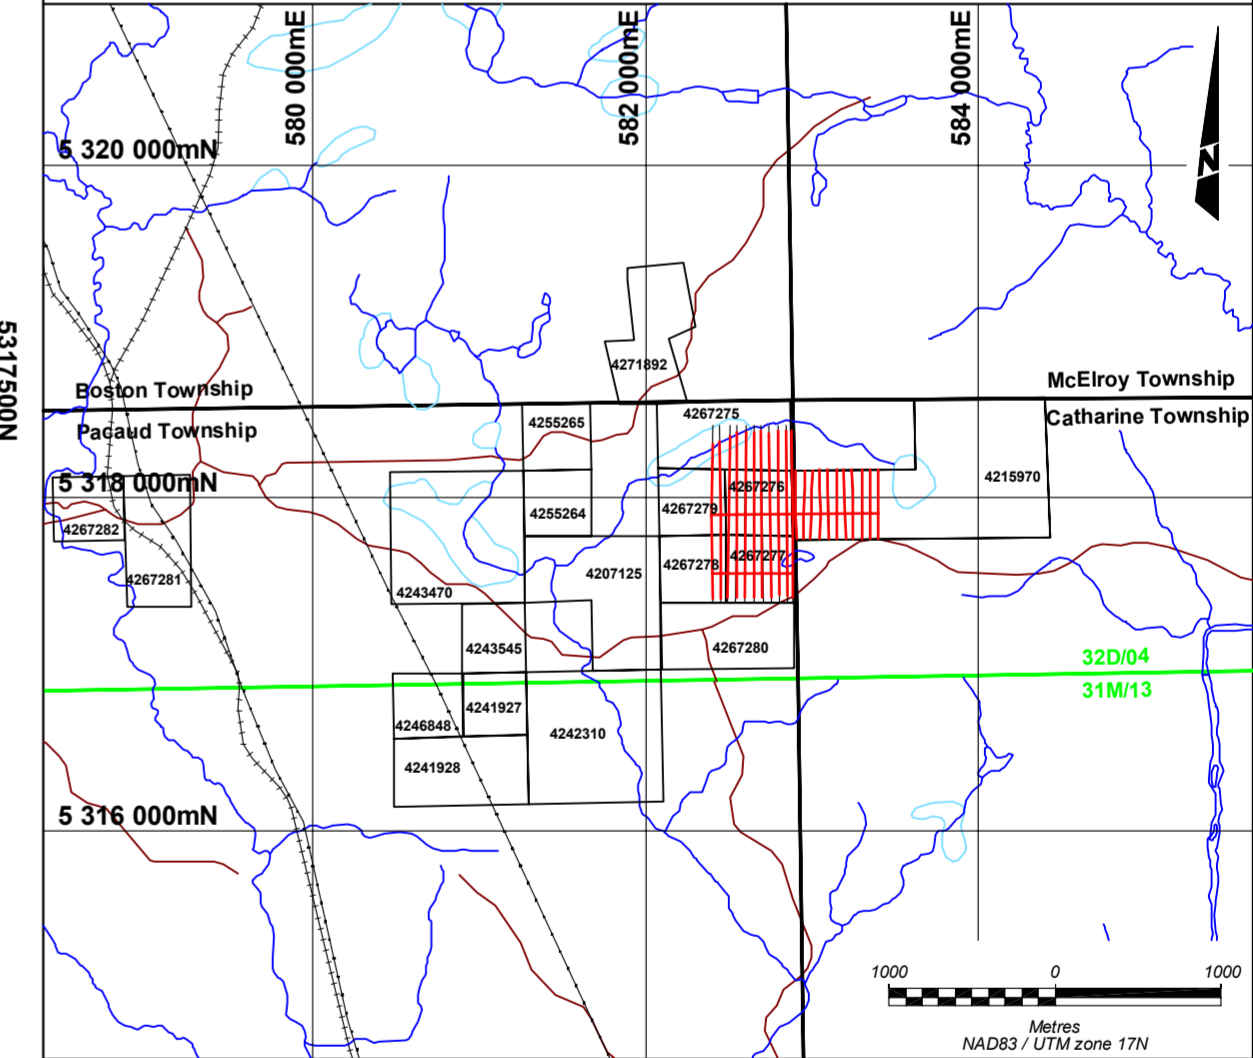 580 000mE
582 000mE
584 000mE
5 320 000mN
N
5317500N
4271892
Boston Township
McElroy Township
Pacaud Township
Catharine Township
4255265
4267275
5 318 000mN
4215970
4267276
4267279
4255264
4267282
4267277
4267278
4207125
4267281
4243470
4243545
4267280
32D/04
31M/13
4241927
4246848
4242310
4241928
5 316 000mN
1000 0 1000
Metres
NAD83 / UTM zone 17N